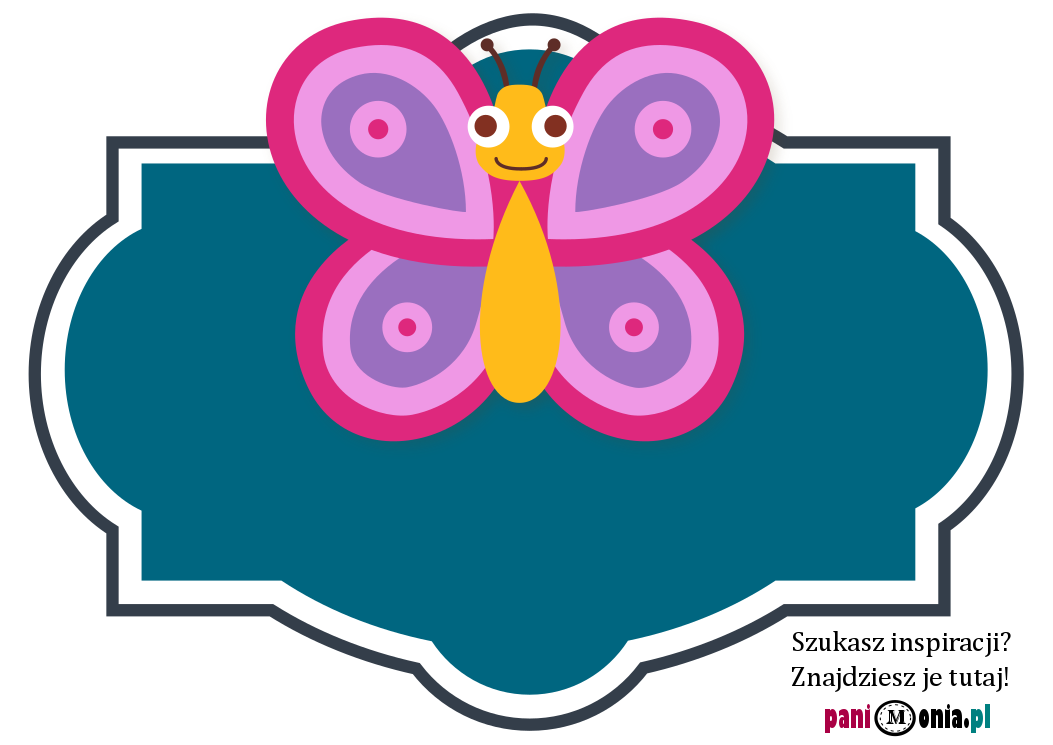 Szukasz inspiracji?
Znajdziesz je tutaj!
paniMonia.pl